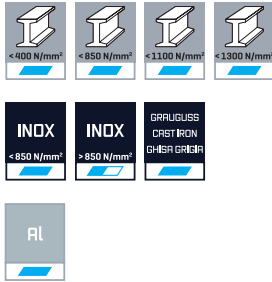 <400 N/mm² <850 N/mm² <1100 N/mm² <1300 N/mm²
INOX INOX GRAUGUSS
CAST IRON
GHISA GRIGIA
<850 N/mm² >850 N/mm²
Al